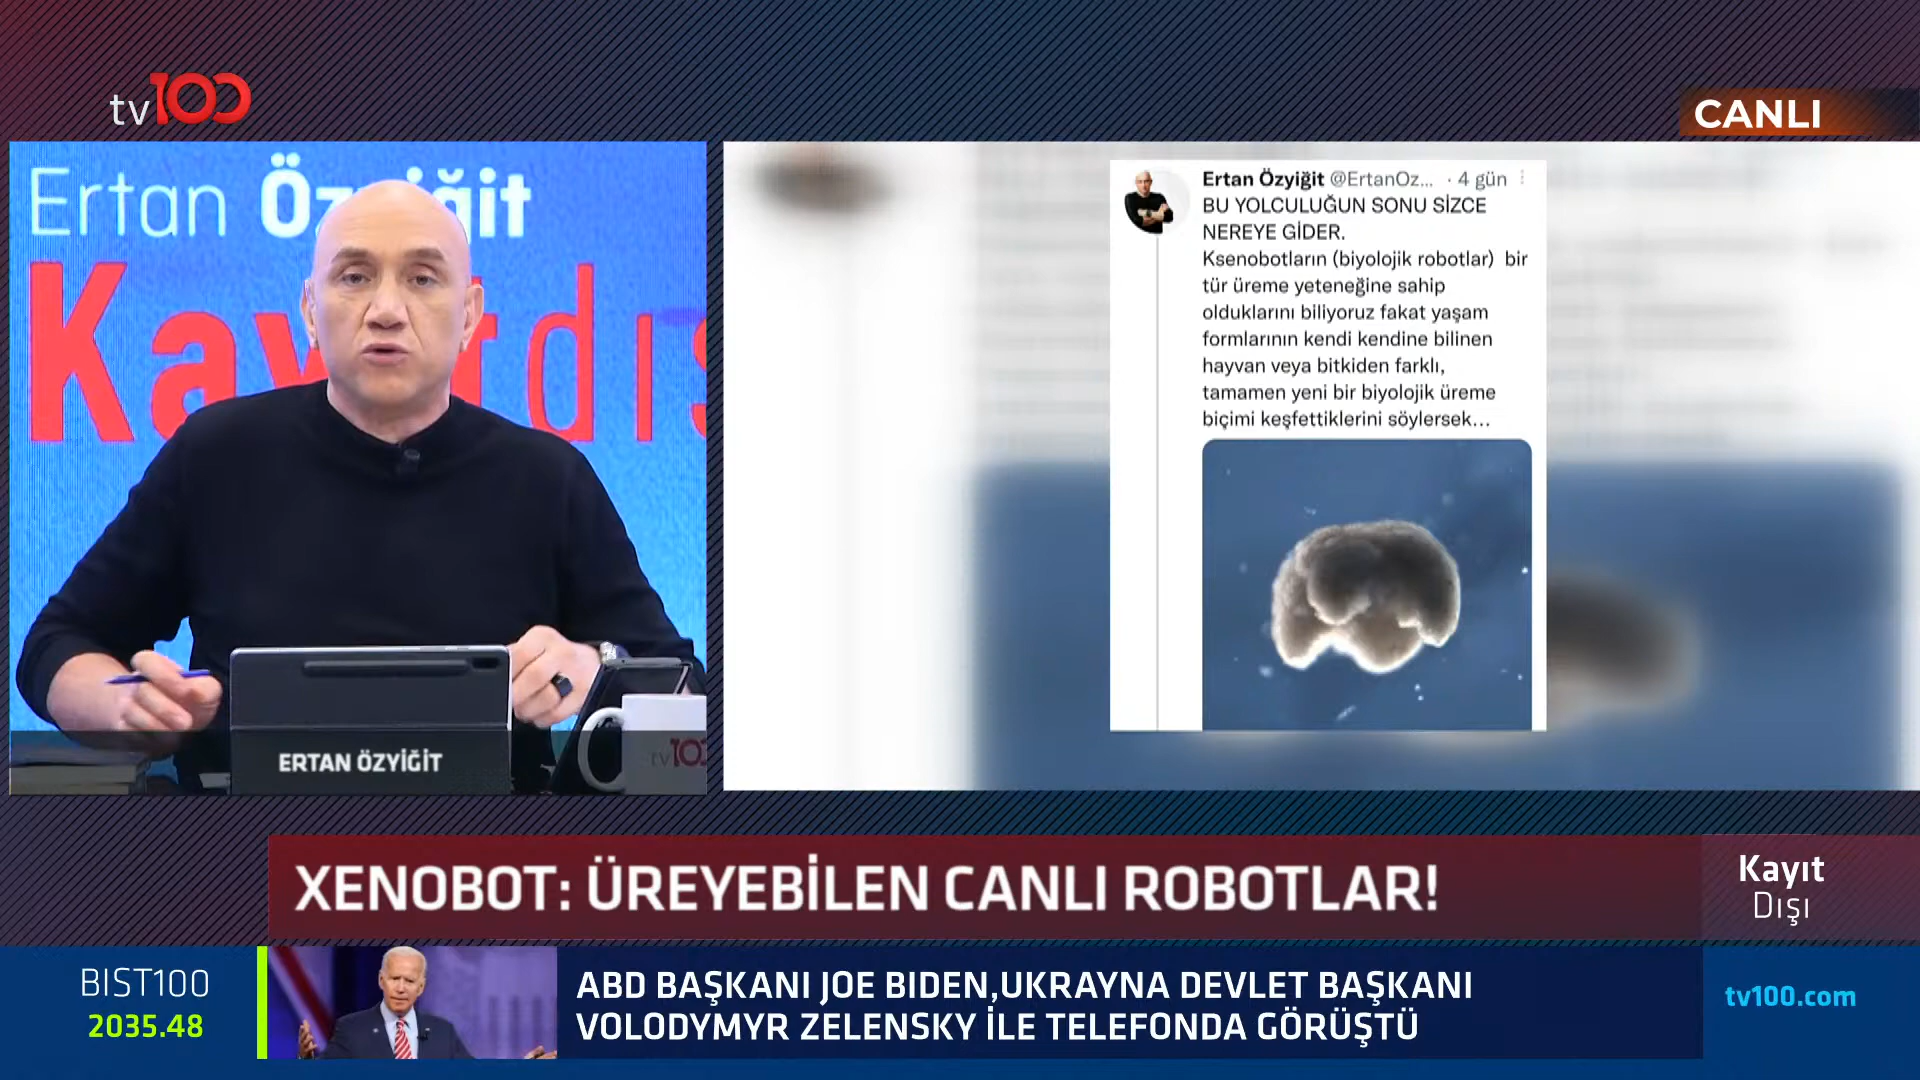 tv100
CANLI
Ertan Özyiğit
Kayıtdış
ERTAN ÖZYİĞİT
tv100
Ertan Özyiğit @ErtanOz... · 4 gün
BU YOLCULUĞUN SONU SİZCE
NEREYE GİDER.
Ksenobotların (biyolojik robotlar) bir
tür üreme yeteneğine sahip
olduklarını biliyoruz fakat yaşam
formlarının kendi kendine bilinen
hayvan veya bitkiden farklı,
tamamen yeni bir biyolojik üreme
biçimi keşfettiklerini söylersek...
XENOBOT: ÜREYEBİLEN CANLI ROBOTLAR!
Kayıt
Dışı
BIST100
2035.48
ABD BAŞKANI JOE BIDEN,UKRAYNA DEVLET BAŞKANI
VOLODYMYR ZELENSKY İLE TELEFONDA GÖRÜŞTÜ
tv100.com